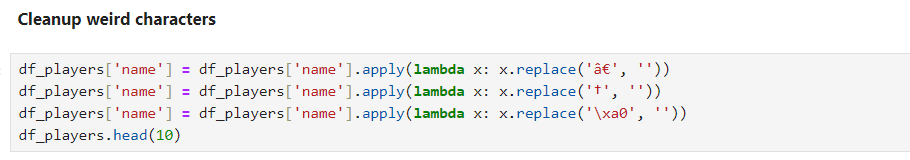 Cleanup weird characters
df_players['name'] = df_players['name'].apply(lambda x: x.replace('â€', ''))
df_players['name'] = df_players['name'].apply(lambda x: x.replace('†', ''))
df_players['name'] = df_players['name'].apply(lambda x: x.replace('\xa0', ''))
df_players.head(10)